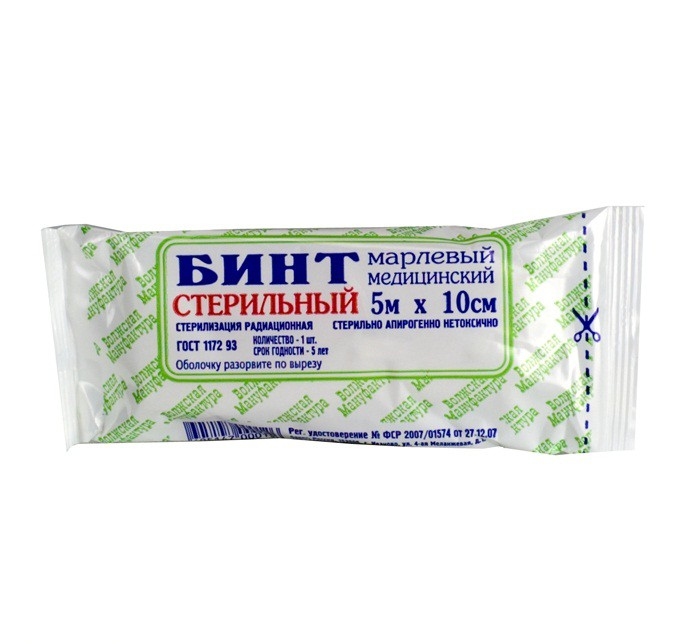 БИНТ
марлевый
медицинский
СТЕРИЛЬНЫЙ
5м х 10см
СТЕРИЛИЗАЦИЯ РАДИАЦИОННАЯ
СТЕРИЛЬНО АПИРОГЕННО НЕТОКСИЧНО
ГОСТ 1172 93
КОЛИЧЕСТВО - 1 шт.
СРОК ГОДНОСТИ - 5 лет
Оболочку разорвите по вырезу
Волжская
Мануфактура
Рег. удостоверение № ФСР 2007/01574 от 27.12.07